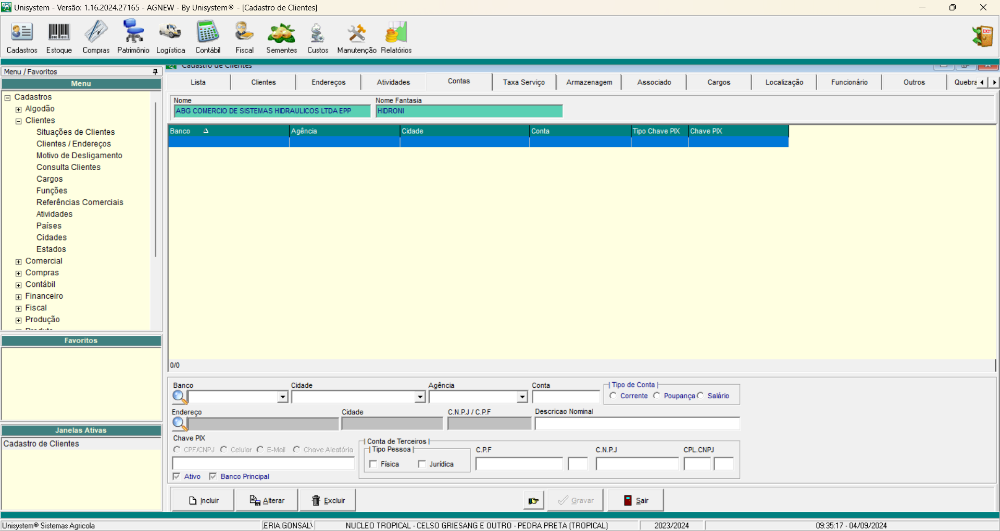 Unisystem - Versão: 1.16.2024.27165 - AGNEW - By Unisystem® - [Cadastro de Clientes]
Cadastros Estoque Compras Patrimônio Logística Contábil Fiscal Sementes Custos Manutenção Relatórios
EXIT
Menu / Favoritos
Menu
Cadastros
Algodão
Clientes
Situações de Clientes
Clientes / Endereços
Motivo de Desligamento
Consulta Clientes
Cargos
Funções
Referências Comerciais
Atividades
Países
Cidades
Estados
Comercial
Compras
Contábil
Financeiro
Fiscal
Produção
Favoritos
Janelas Ativas
Cadastro de Clientes
Cadastro de Clientes
Lista Clientes Endereços Atividades Contas Taxa Serviço Armazenagem Associado Cargos Localização Funcionário Outros Quebra
Nome Nome Fantasia
ABG COMERCIO DE SISTEMAS HIDRAULICOS LTDA EPP HIDRONI
Banco Agência Cidade Conta Tipo Chave PIX Chave PIX
0/0
Banco Cidade Agência Conta Tipo de Conta
Corrente Poupança Salário
Endereço Cidade C.N.P.J / C.P.F Descricao Nominal
Chave PIX
CPF/CNPJ Celular E-Mail Chave Aleatória
Conta de Terceiros
Tipo Pessoa C.P.F C.N.P.J CPL.CNPJ
Física Jurídica
Ativo Banco Principal
Incluir Alterar Excluir Gravar Sair
Unisystem® Sistemas Agricola ERIA.GONSAL NUCLEO TROPICAL - CELSO GRIESANG E OUTRO - PEDRA PRETA (TROPICAL) 2023/2024 09:35:17 - 04/09/2024